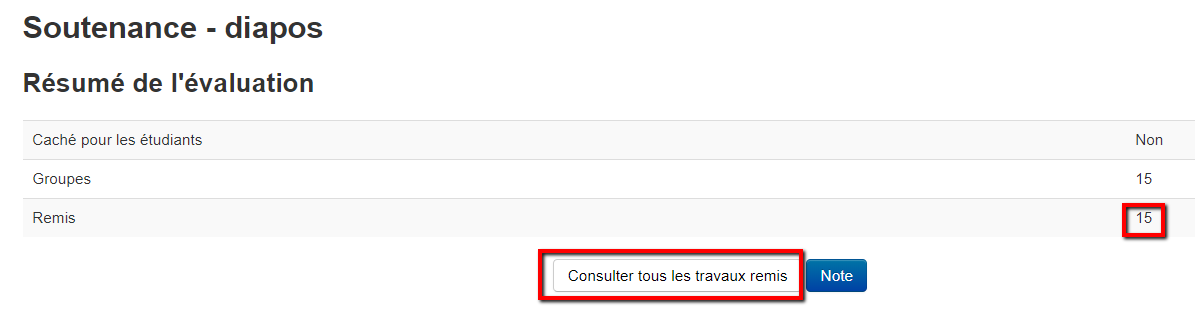 Soutenance - diapos
Résumé de l'évaluation
Caché pour les étudiants Non
Groupes 15
Remis 15
Consulter tous les travaux remis Note